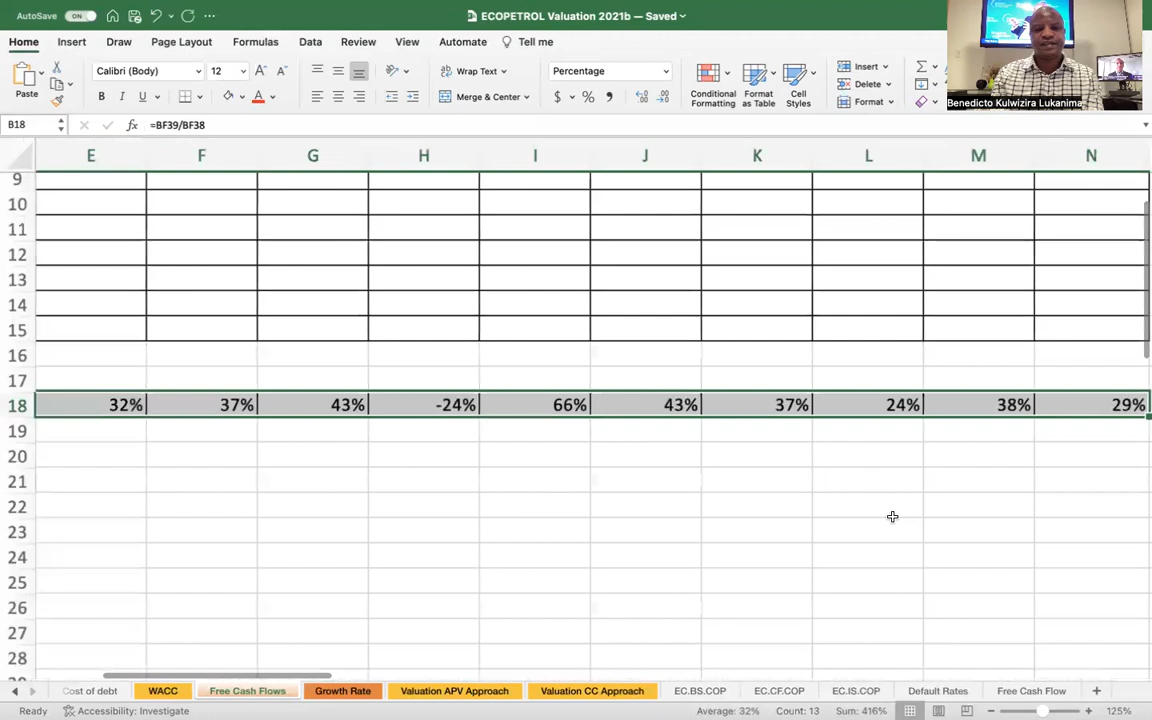 AutoSave ON ECOPETROL Valuation 2021b — Saved
Home Insert Draw Page Layout Formulas Data Review View Automate Tell me
Paste Calibri (Body) 12 A A Wrap Text Percentage Conditional Formatting Format as Table Cell Styles Insert
B I U A Merge & Center $ % Delete
Format
Benedicto Kulwizira Lukanima
B18 fx =BF39/BF38
E F G H I J K L M N
9
10
11
12
13
14
15
16
17
18 32% 37% 43% -24% 66% 43% 37% 24% 38% 29%
19
20
21
22
23
24
25
26
27
28
Cost of debt WACC Free Cash Flows Growth Rate Valuation APV Approach Valuation CC Approach EC.BS.COP EC.CF.COP EC.IS.COP Default Rates Free Cash Flow +
Ready Accessibility: Investigate Average: 32% Count: 13 Sum: 416% 125%